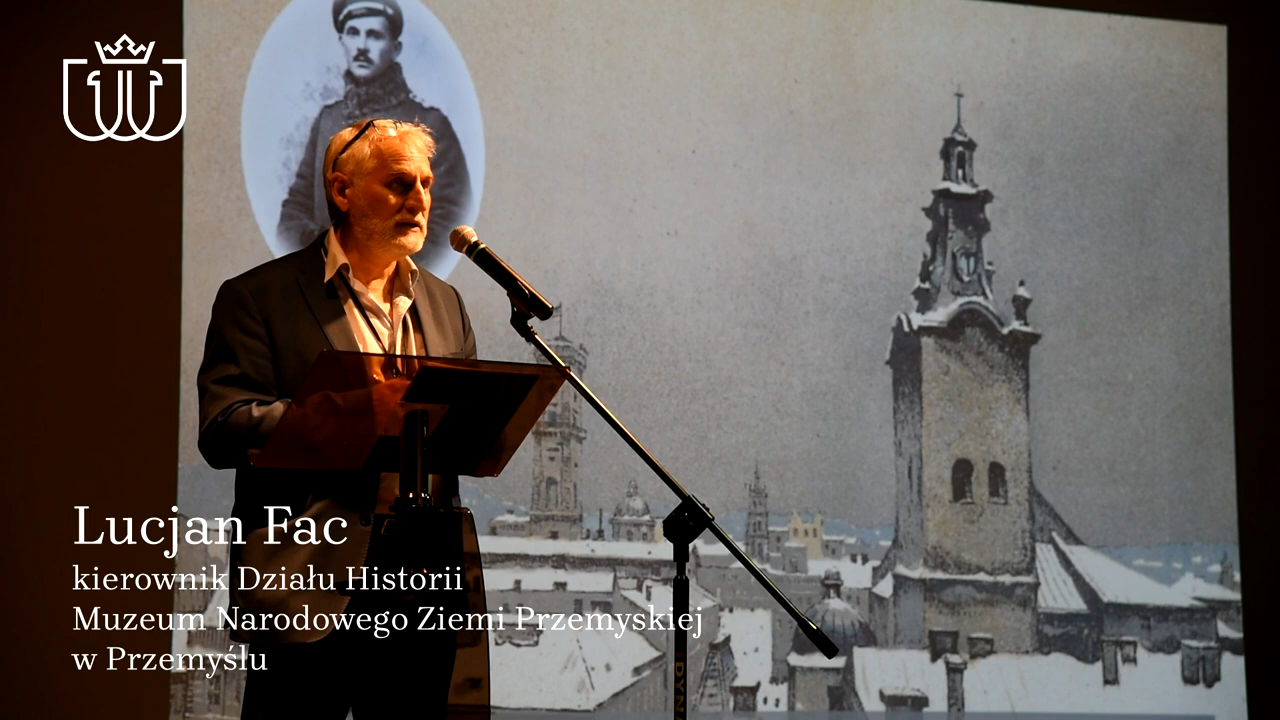 Lucjan Fac
kierownik Działu Historii
Muzeum Narodowego Ziemi Przemyskiej
w Przemyślu